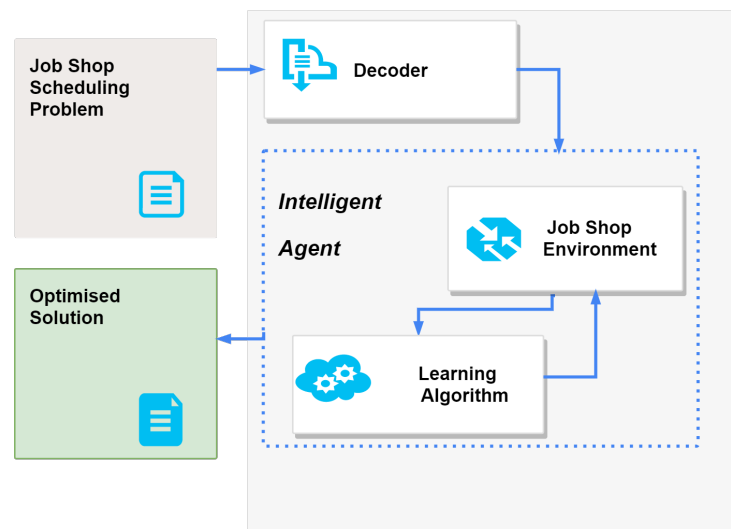 Job Shop
Scheduling
Problem
Decoder
Intelligent
Agent
Job Shop
Environment
Optimised
Solution
Learning
Algorithm